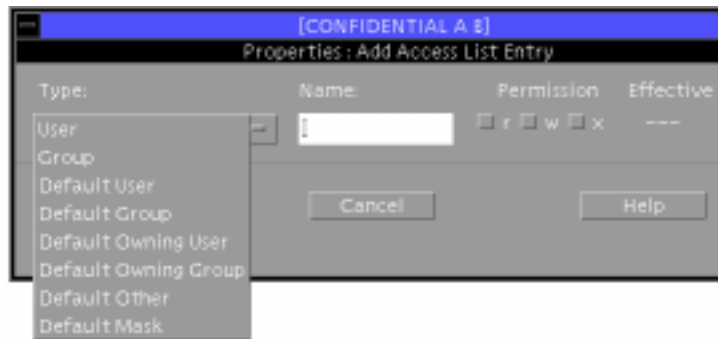 [CONFIDENTIAL A B]
Properties : Add Access List Entry
Type: Name: Permission Effective
User r w x ---
Group
Default User
Default Group
Default Owning User
Default Owning Group
Default Other
Default Mask
Cancel Help